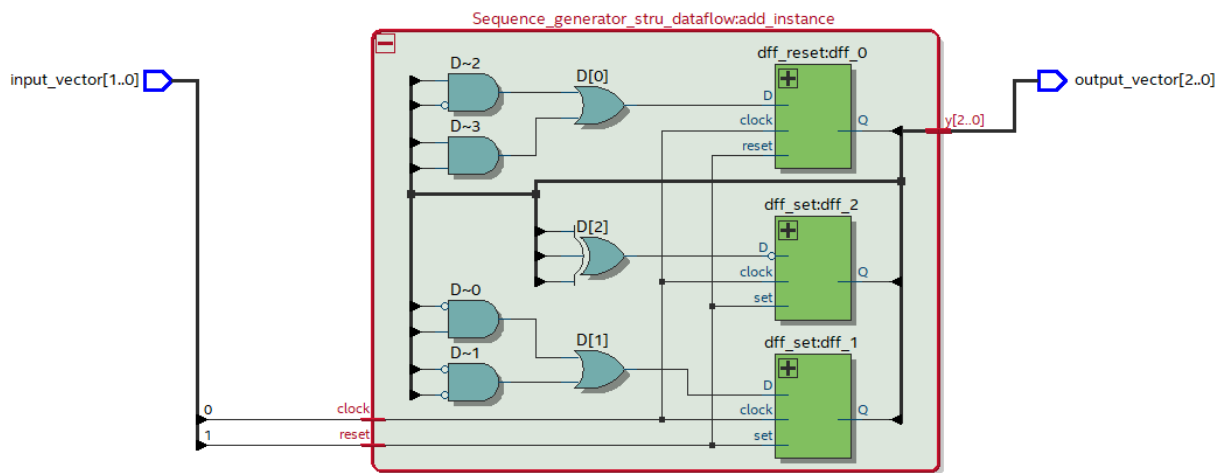 Sequence_generator_stru_dataflow:add_instance
input_vector[1..0]
D~2
D[0]
dff_reset:dff_0
D
clock
reset
Q
y[2..0]
output_vector[2..0]
D~3
D[2]
dff_set:dff_2
D
clock
set
Q
D~0
D[1]
D~1
dff_set:dff_1
D
clock
set
Q
0
clock
1
reset